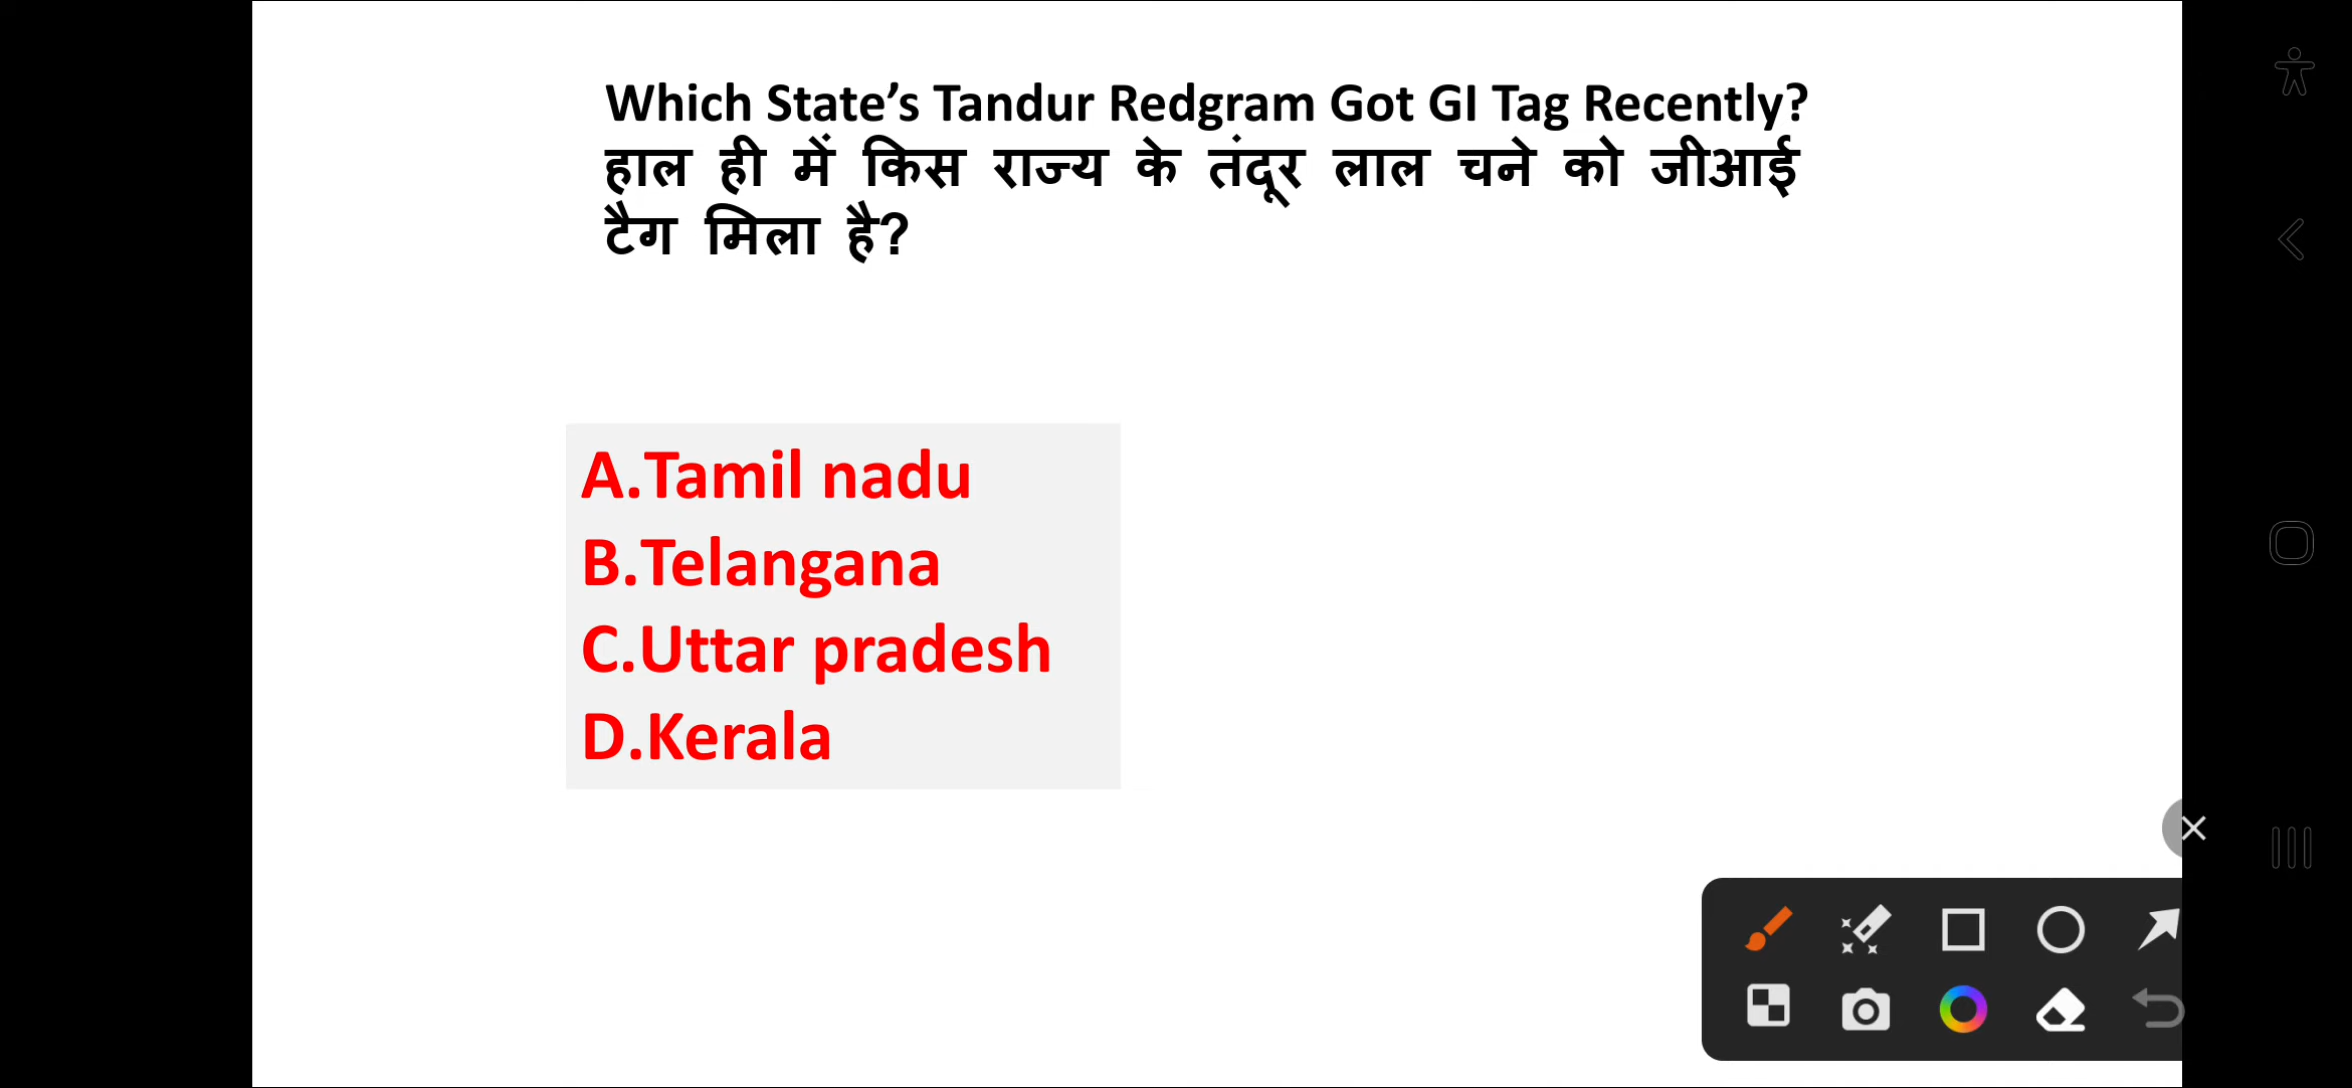 Which State’s Tandur Redgram Got GI Tag Recently?
हाल ही में किस राज्य के तंदूर लाल चने को जीआई
टैग मिला है?
A.Tamil nadu
B.Telangana
C.Uttar pradesh
D.Kerala